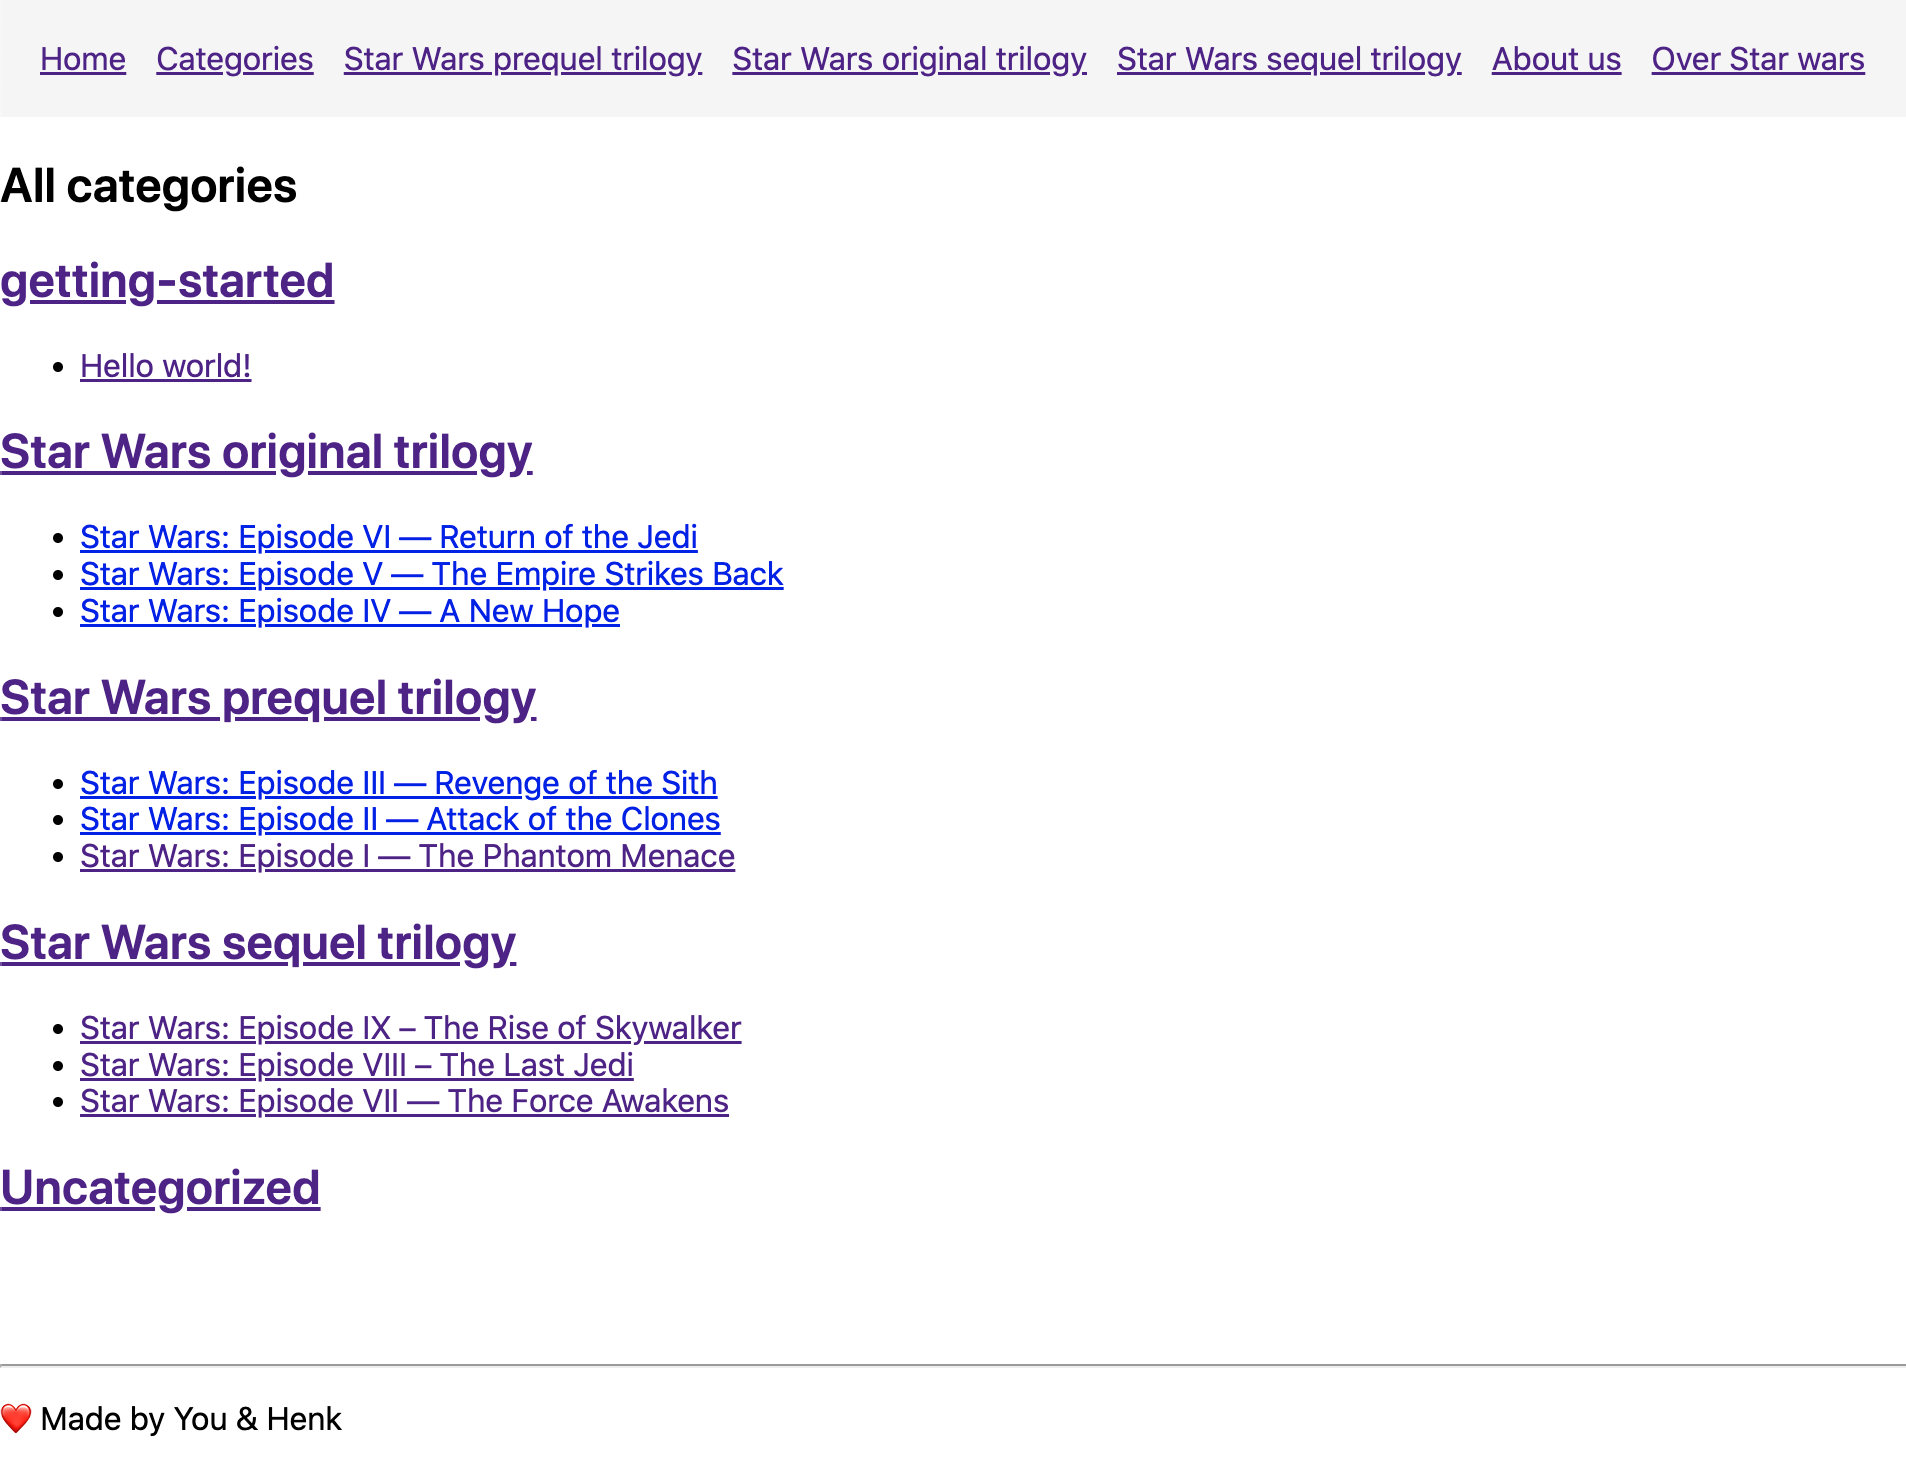 Home Categories Star Wars prequel trilogy Star Wars original trilogy Star Wars sequel trilogy About us Over Star wars
All categories
getting-started
Hello world!
Star Wars original trilogy
Star Wars: Episode VI — Return of the Jedi
Star Wars: Episode V — The Empire Strikes Back
Star Wars: Episode IV — A New Hope
Star Wars prequel trilogy
Star Wars: Episode III — Revenge of the Sith
Star Wars: Episode II — Attack of the Clones
Star Wars: Episode I — The Phantom Menace
Star Wars sequel trilogy
Star Wars: Episode IX – The Rise of Skywalker
Star Wars: Episode VIII – The Last Jedi
Star Wars: Episode VII — The Force Awakens
Uncategorized
❤️ Made by You & Henk